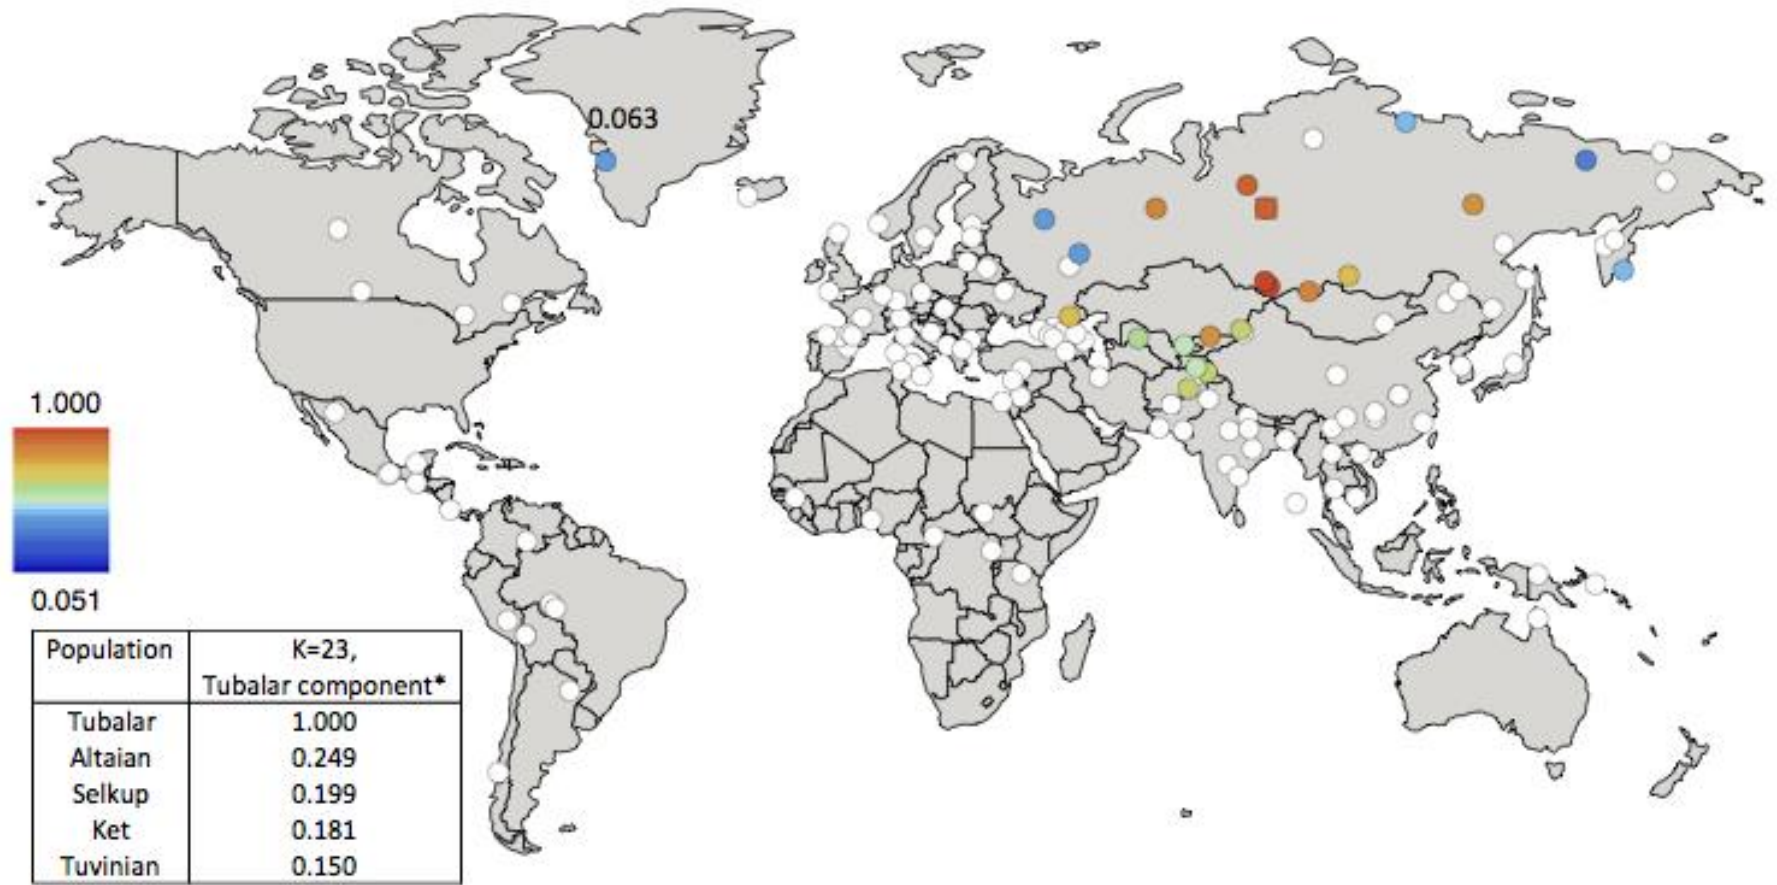 0.063
1.000
0.051
Population K=23,
Tubalar component*
Tubalar 1.000
Altaian 0.249
Selkup 0.199
Ket 0.181
Tuvinian 0.150